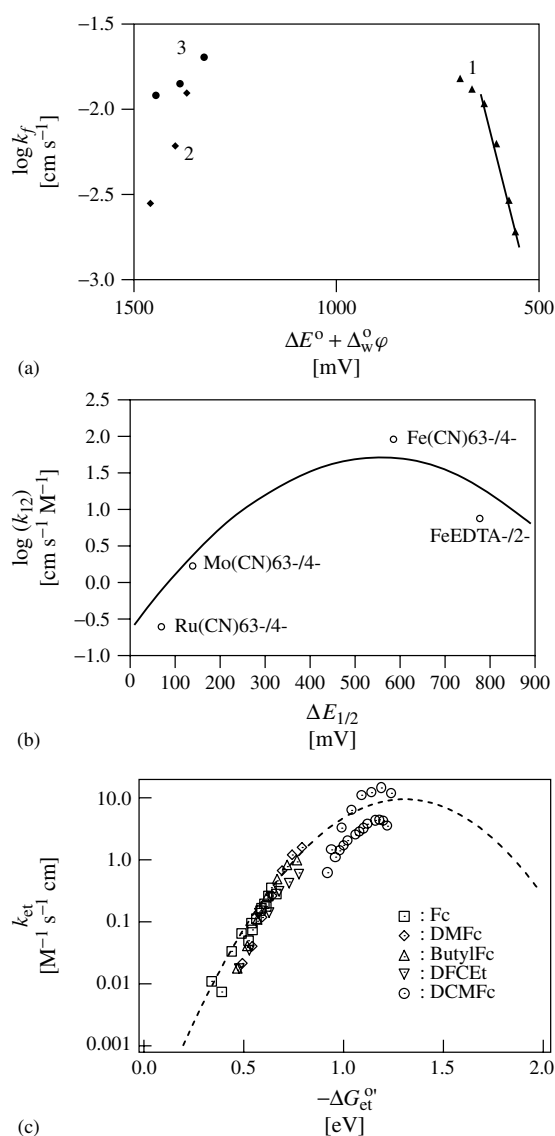 −1.5
−2.0
−2.5
−3.0
log k_f
[cm s⁻¹]
3
2
1
1500
1000
500
ΔE° + Δ°_wφ
[mV]
(a)
2.5
2.0
1.5
1.0
0.5
0.0
−0.5
−1.0
log (k₁₂)
[cm s⁻¹ M⁻¹]
Fe(CN)63-/4-
FeEDTA-/2-
Mo(CN)63-/4-
Ru(CN)63-/4-
0 100 200 300 400 500 600 700 800 900
ΔE₁/₂
[mV]
(b)
10.0
1.0
0.1
0.01
0.001
k_et
[M⁻¹ s⁻¹ cm]
: Fc
: DMFc
: ButylFc
: DFCEt
: DCMFc
0.0 0.5 1.0 1.5 2.0
−ΔG°'_et
[eV]
(c)